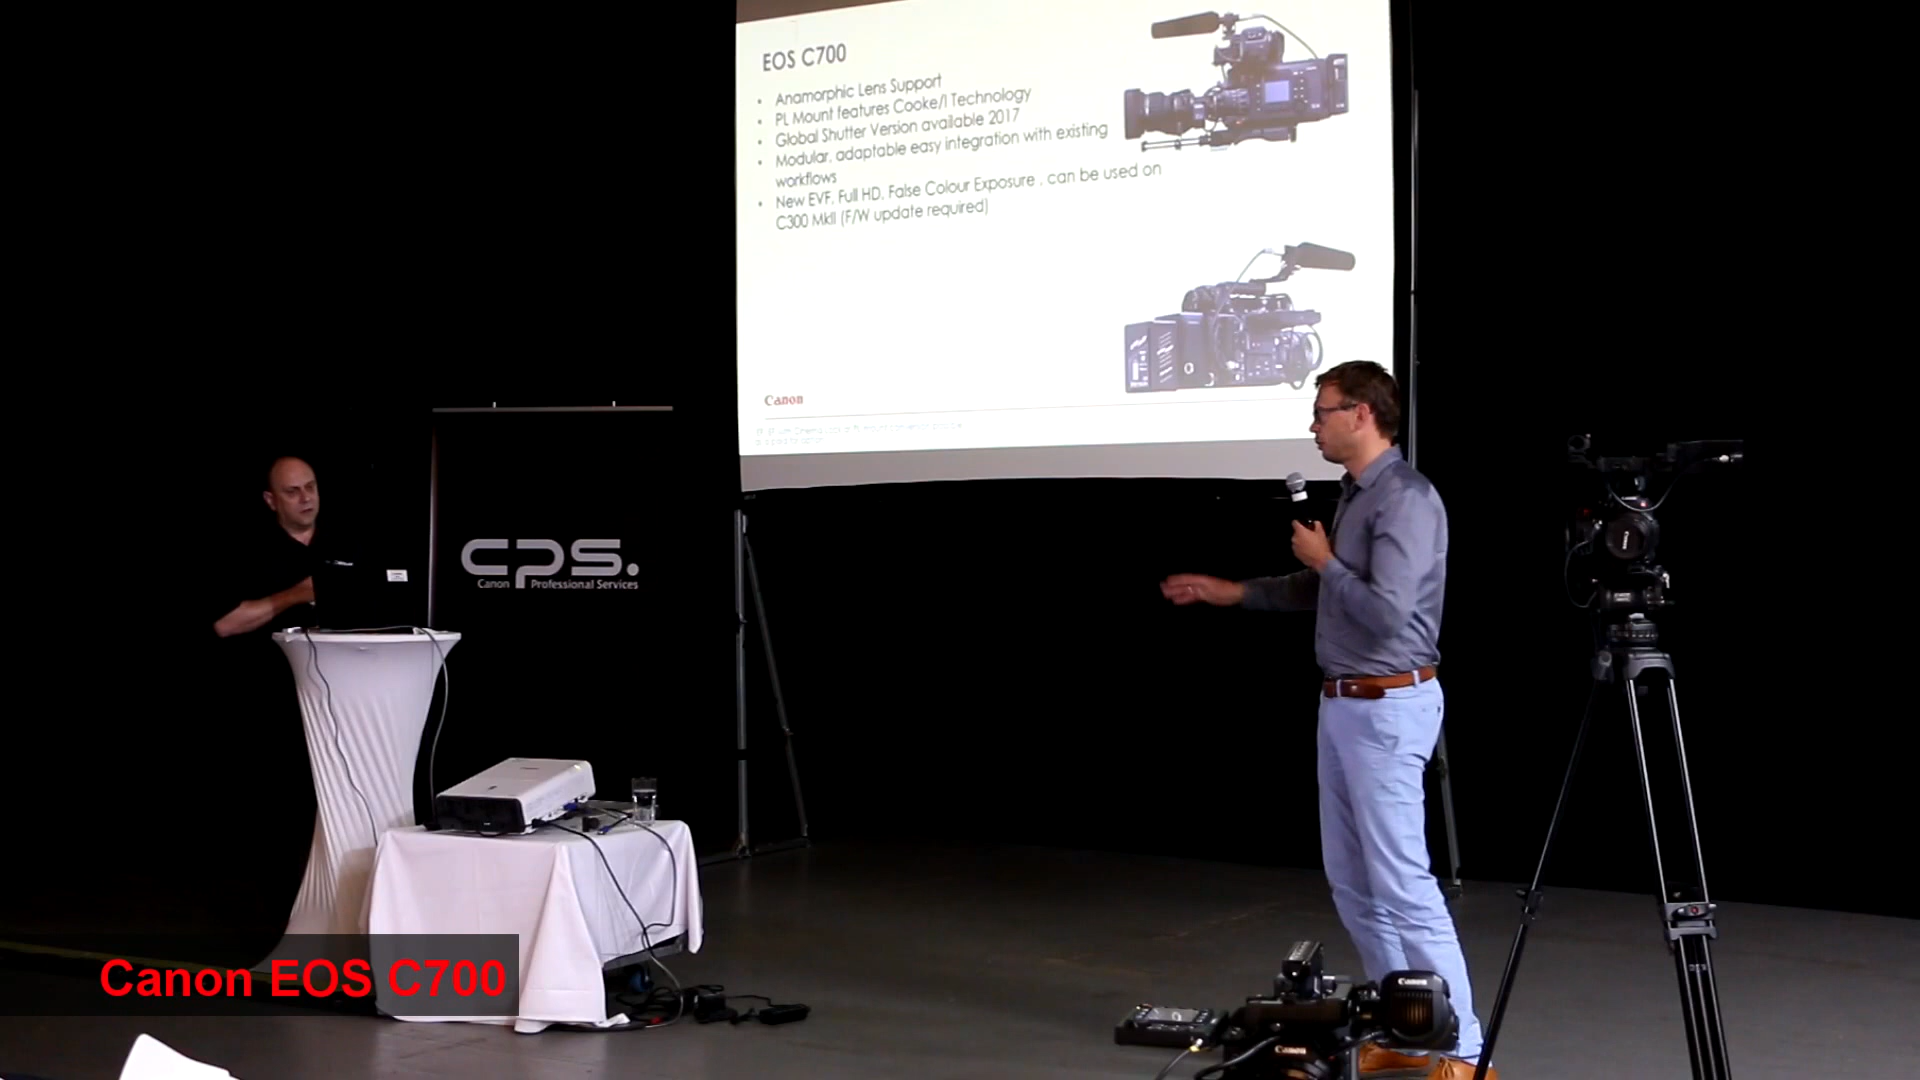 EOS C700
• Anamorphic Lens Support
• PL Mount features Cooke/I Technology
• Global Shutter Version available 2017
• Modular, adaptable easy integration with existing
workflows
• New EVF, Full HD, False Colour Exposure , can be used on
C300 MkII (F/W update required)
Canon
cps.
Canon Professional Services
Canon EOS C700
Canon
Canon